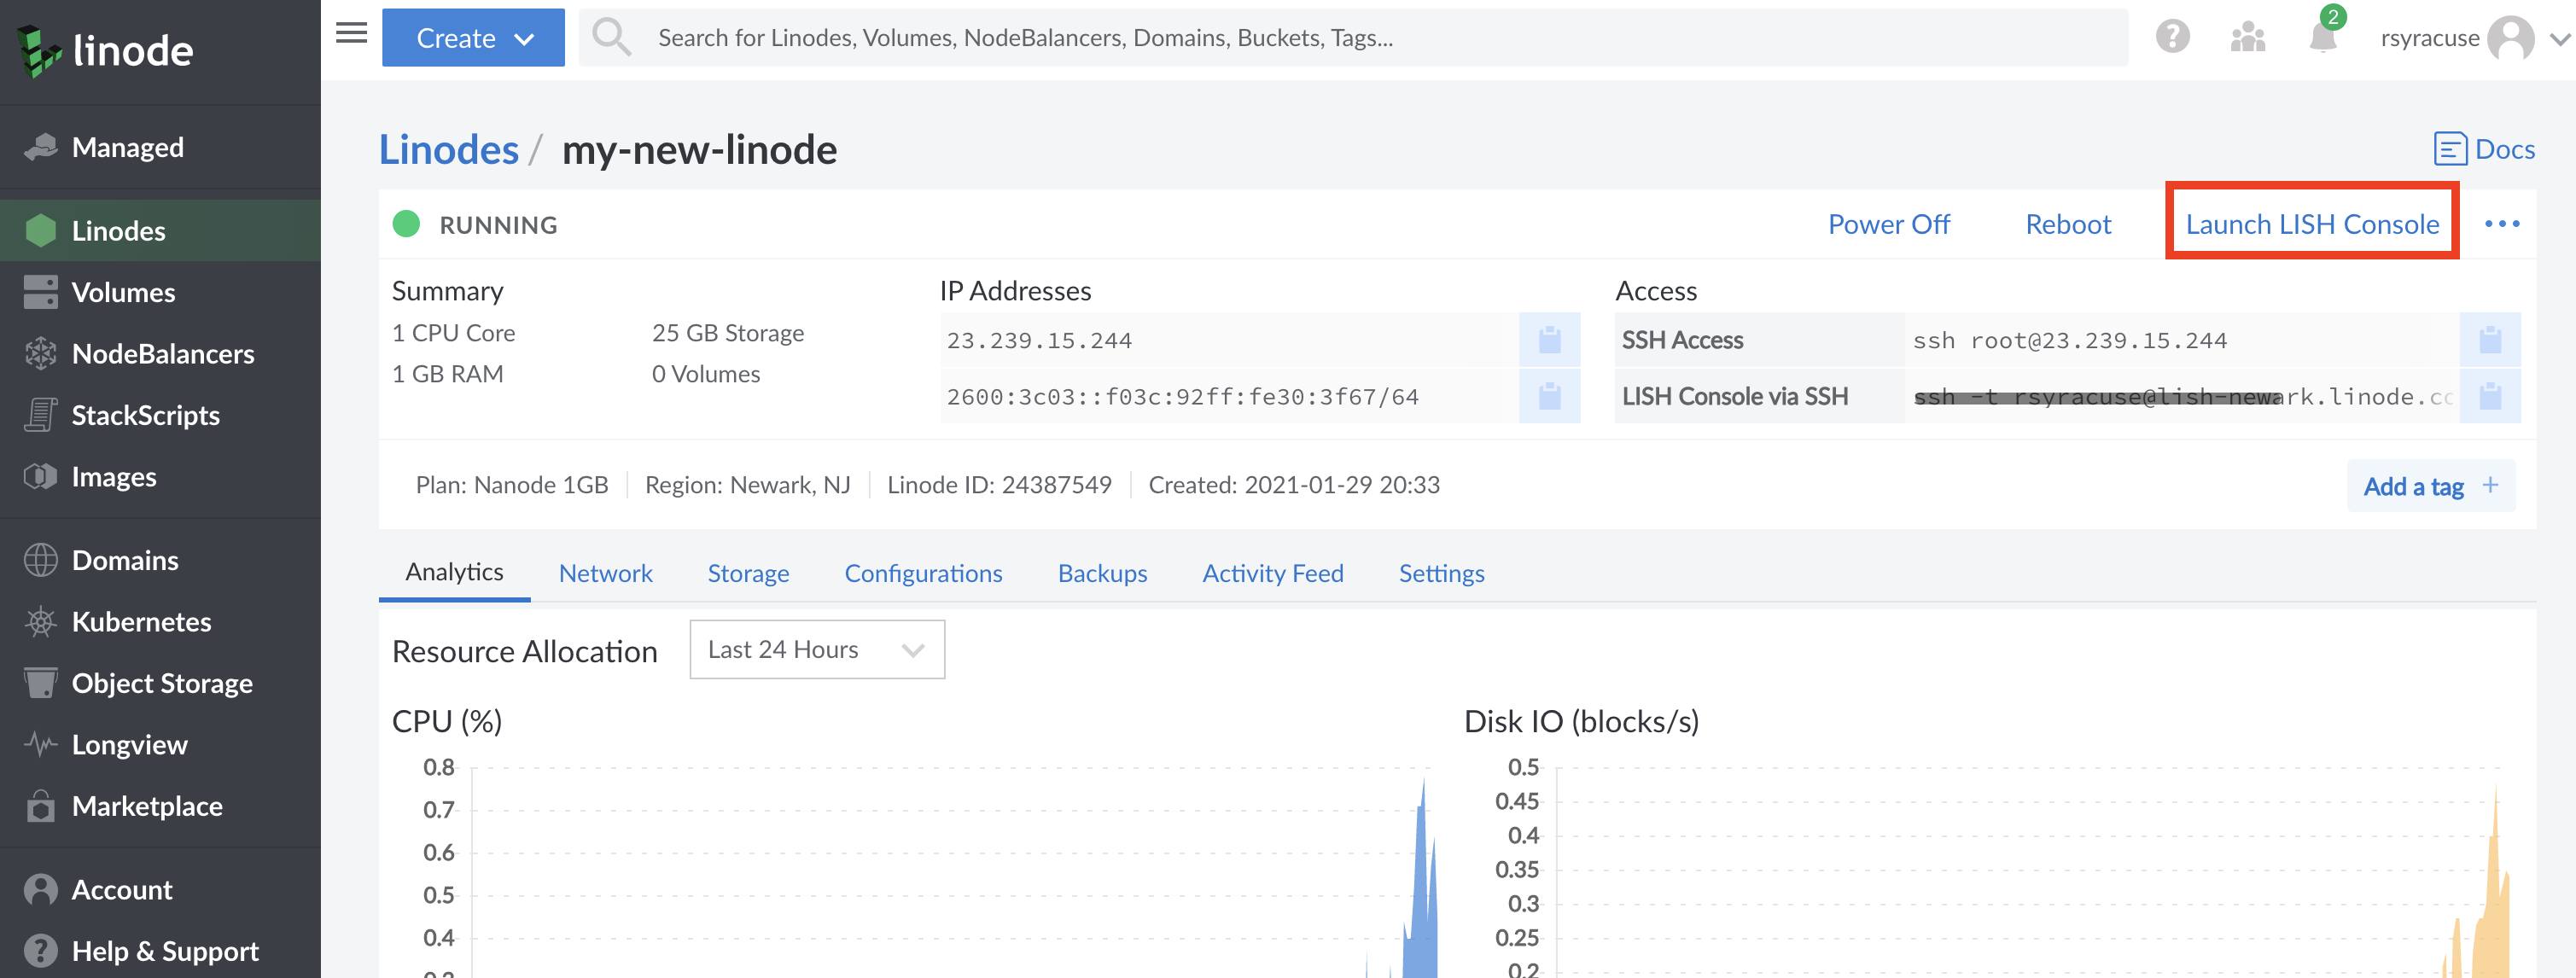 linode
Create
Search for Linodes, Volumes, NodeBalancers, Domains, Buckets, Tags...
2
rsyracuse
Managed
Linodes
Volumes
NodeBalancers
StackScripts
Images
Domains
Kubernetes
Object Storage
Longview
Marketplace
Account
Help & Support
Linodes / my-new-linode
Docs
RUNNING
Power Off
Reboot
Launch LISH Console
Summary
1 CPU Core
25 GB Storage
1 GB RAM
0 Volumes
IP Addresses
23.239.15.244
2600:3c03::f03c:92ff:fe30:3f67/64
Access
SSH Access
ssh root@23.239.15.244
LISH Console via SSH
ssh -t rsyracuse@lish-newark.linode.cc
Plan: Nanode 1GB
Region: Newark, NJ
Linode ID: 24387549
Created: 2021-01-29 20:33
Add a tag +
Analytics
Network
Storage
Configurations
Backups
Activity Feed
Settings
Resource Allocation
Last 24 Hours
CPU (%)
0.8
0.7
0.6
0.5
0.4
Disk IO (blocks/s)
0.5
0.45
0.4
0.35
0.3
0.25
0.2